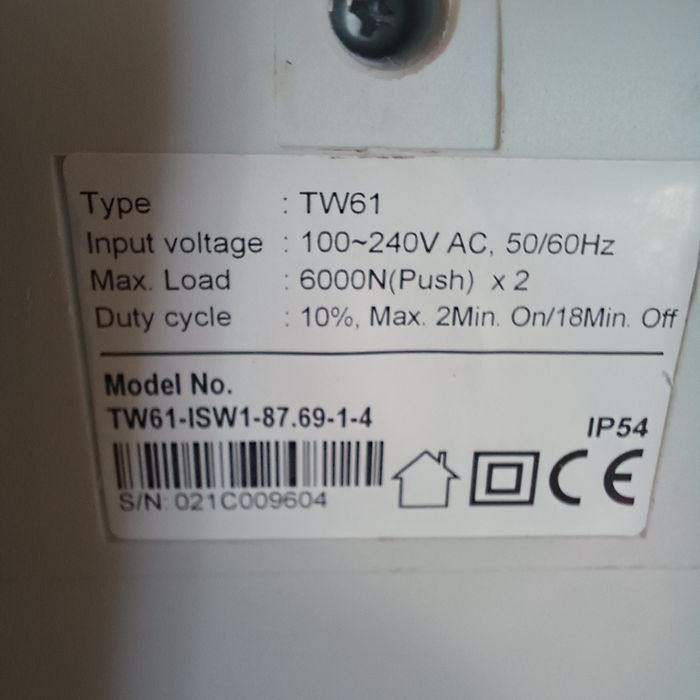 Type : TW61
Input voltage : 100~240V AC, 50/60Hz
Max. Load : 6000N(Push) x 2
Duty cycle : 10%, Max. 2Min. On/18Min. Off
Model No.
TW61-ISW1-87.69-1-4
IP54
S/N: 021C009604
CE